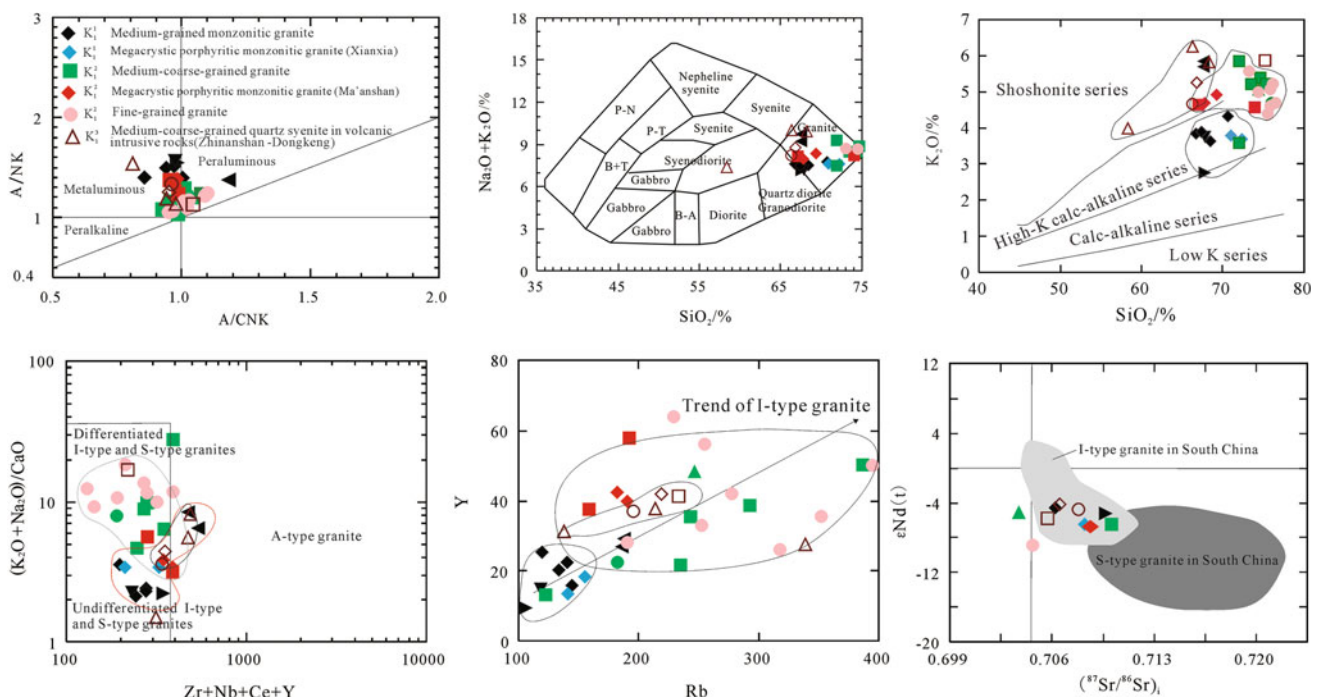 K₁¹ Medium-grained monzonitic granite
K₁¹ Megacrystic porphyritic monzonitic granite (Xianxia)
K₁² Medium-coarse-grained granite
K₁² Megacrystic porphyritic monzonitic granite (Ma'anshan)
K₁² Fine-grained granite
K₁³ Medium-coarse-grained quartz syenite in volcanic
intrusive rocks(Zhinanshan -Dongkeng)
A/NK
3
2
1
0.4
Peraluminous
Metaluminous
Peralkaline
0.5
1.0
1.5
2.0
A/CNK
Na₂O+K₂O/%
18
15
12
9
6
3
0
Nepheline
syenite
P-N
Syenite
P-T
Syenite
Granite
B+T
Syenodiorite
Gabbro
Quartz diorite
Granodiorite
Gabbro
B-A
Diorite
Gabbro
35
45
55
65
75
SiO₂/%
K₂O/%
7
6
5
4
3
2
1
0
Shoshonite series
High-K calc-alkaline series
Calc-alkaline series
Low K series
40
50
60
70
80
SiO₂/%
(K₂O+Na₂O)/CaO
100
10
1
Differentiated
I-type and S-type granites
A-type granite
Undifferentiated I-type
and S-type granites
100
1000
10000
Zr+Nb+Ce+Y
Y
80
60
40
20
0
Trend of I-type granite
100
200
300
400
Rb
εNd(t)
12
4
-4
-12
-20
I-type granite in South China
S-type granite in South China
0.699
0.706
0.713
0.720
(⁸⁷Sr/⁸⁶Sr)ᵢ